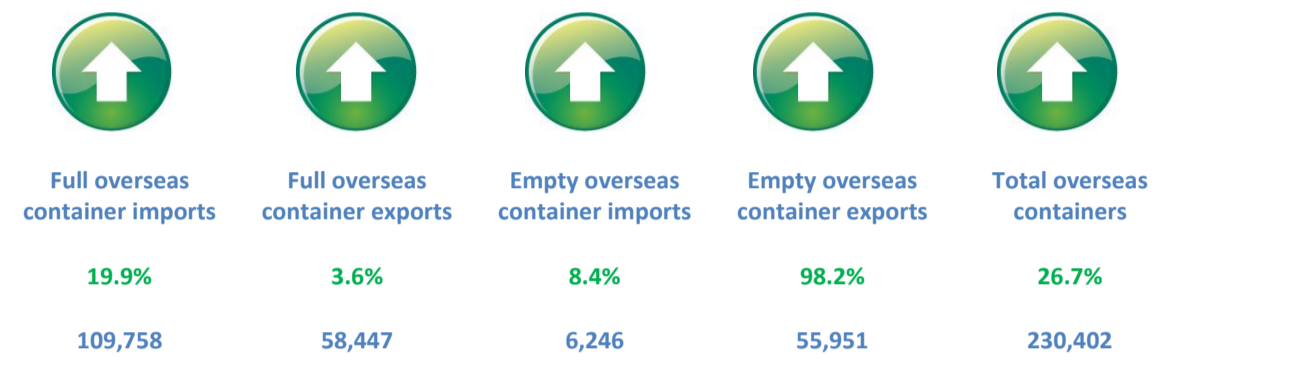 Full overseas
container imports
19.9%
109,758
Full overseas
container exports
3.6%
58,447
Empty overseas
container imports
8.4%
6,246
Empty overseas
container exports
98.2%
55,951
Total overseas
containers
26.7%
230,402